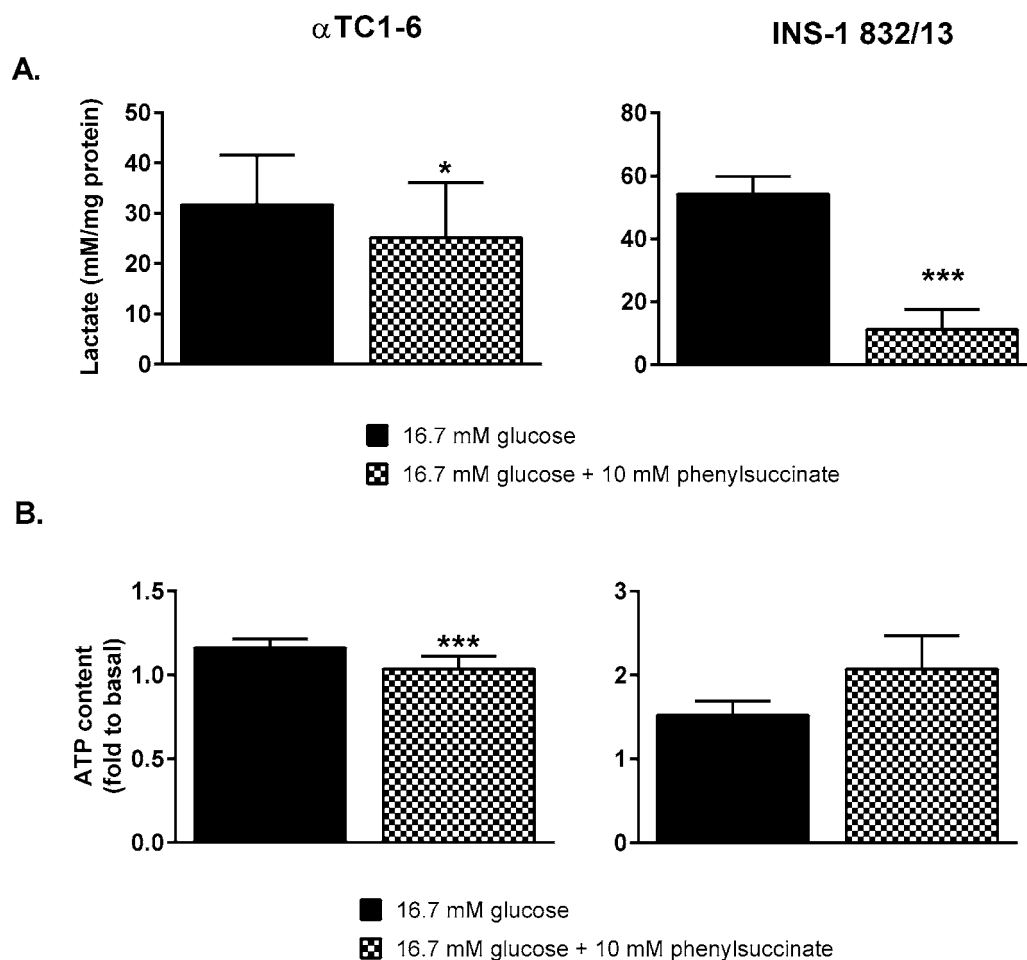 αTC1-6
INS-1 832/13
A.
Lactate (mM/mg protein)
50
40
30
20
10
0
*
80
60
40
20
0
***
16.7 mM glucose
16.7 mM glucose + 10 mM phenylsuccinate
B.
ATP content
(fold to basal)
1.5
1.0
0.5
0.0
***
3
2
1
0
16.7 mM glucose
16.7 mM glucose + 10 mM phenylsuccinate